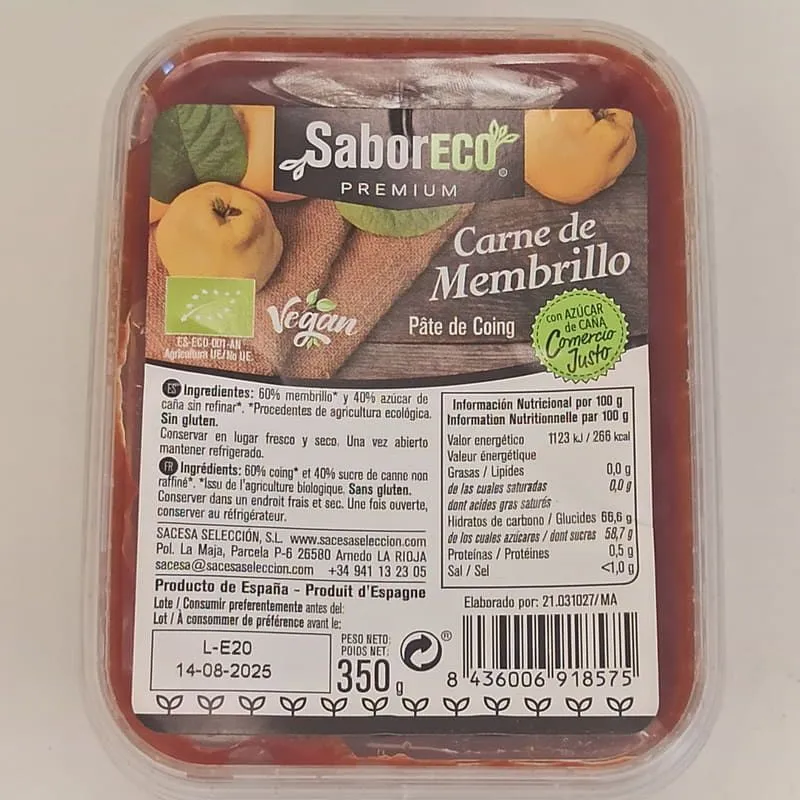 SaborECO
PREMIUM
Carne de
Membrillo
Pâte de Coing
con AZÚCAR
de CAÑA
Comercio
Justo
Vegan
ES-ECO-001-AN
Agricultura UE/No UE
ES Ingredientes: 60% membrillo* y 40% azúcar de
caña sin refinar*. *Procedentes de agricultura ecológica.
Sin gluten.
Conservar en lugar fresco y seco. Una vez abierto
mantener refrigerado.
FR Ingrédients: 60% coing* et 40% sucre de canne non
raffiné*. *Issu de l'agriculture biologique. Sans gluten.
Conserver dans un endroit frais et sec. Une fois ouverte,
conserver au réfrigérateur.
SACESA SELECCIÓN, S.L. www.sacesaseleccion.com
Pol. La Maja, Parcela P-6 26580 Arnedo LA RIOJA
sacesa@sacesaseleccion.com +34 941 13 23 05
Producto de España - Produit d'Espagne
Lote / Consumir preferentemente antes del:
Lot / À consommer de préférence avant le:
L-E20
14-08-2025
PESO NETO:
POIDS NET:
350 g
®
Información Nutricional por 100 g
Information Nutritionnelle par 100 g
Valor energético 1123 kJ / 266 kcal
Valeur énergétique
Grasas / Lipides 0,0 g
de las cuales saturadas 0,0 g
dont acides gras saturés
Hidratos de carbono / Glucides 66,6 g
de los cuales azúcares / dont sucres 58,7 g
Proteínas / Protéines 0,5 g
Sal / Sel <1,0 g
Elaborado por: 21.031027/MA
8 436006 918575